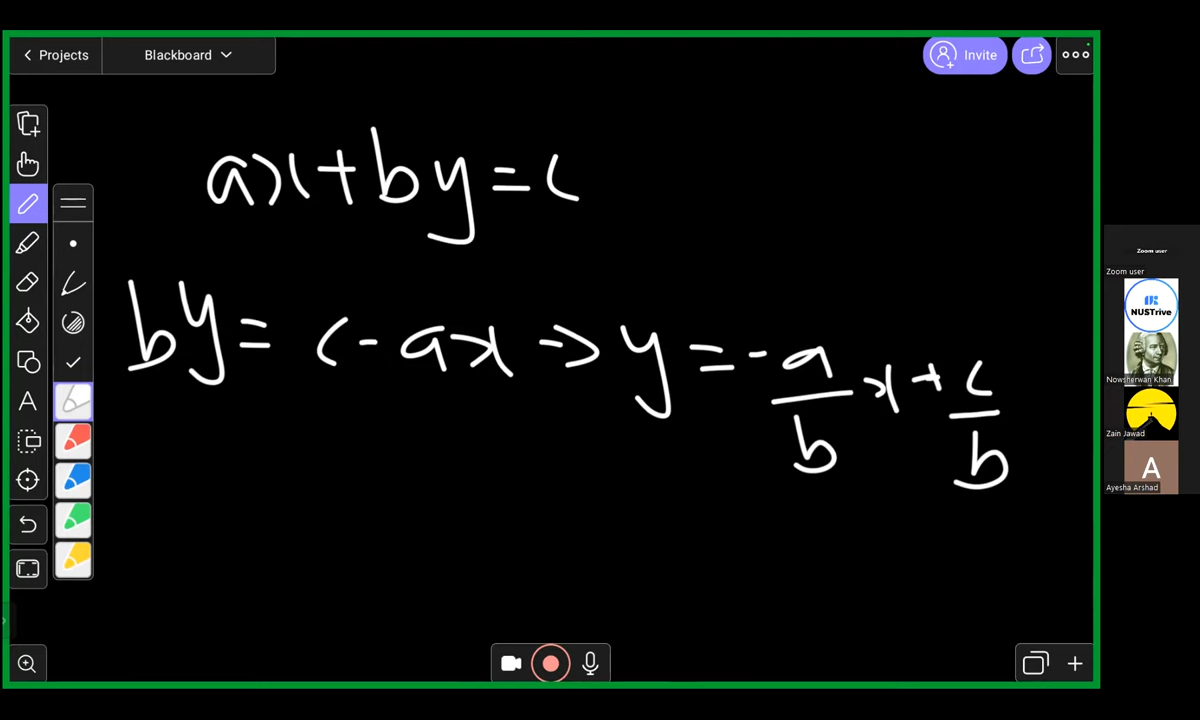 Projects
Blackboard
Invite
ax+by=c
by= c-ax => y= -a/b x + c/b
A
Zoom user
Zoom user
NUSTrive
Nowsherwan Khan
Zain Jawad
A
Ayesha Arshad